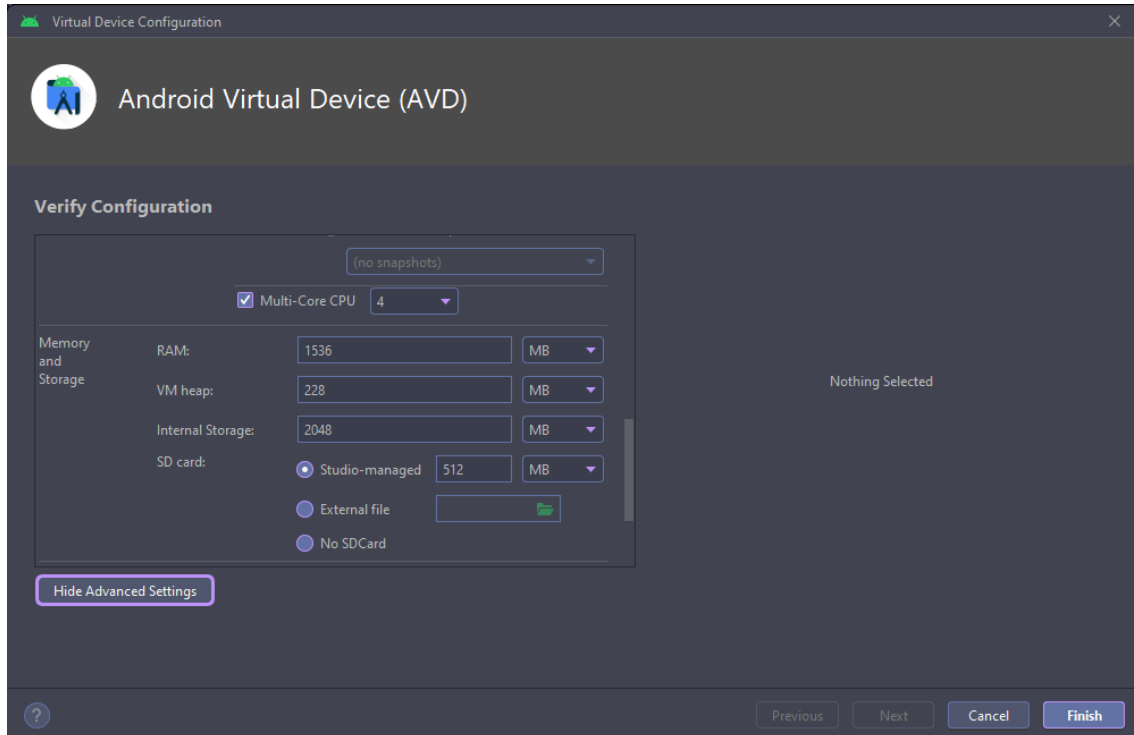 Virtual Device Configuration
Android Virtual Device (AVD)
Verify Configuration
(no snapshots)
Multi-Core CPU 4
Memory and Storage
RAM: 1536 MB
VM heap: 228 MB
Internal Storage: 2048 MB
SD card: Studio-managed 512 MB
External file
No SDCard
Nothing Selected
Hide Advanced Settings
? Previous Next Cancel Finish